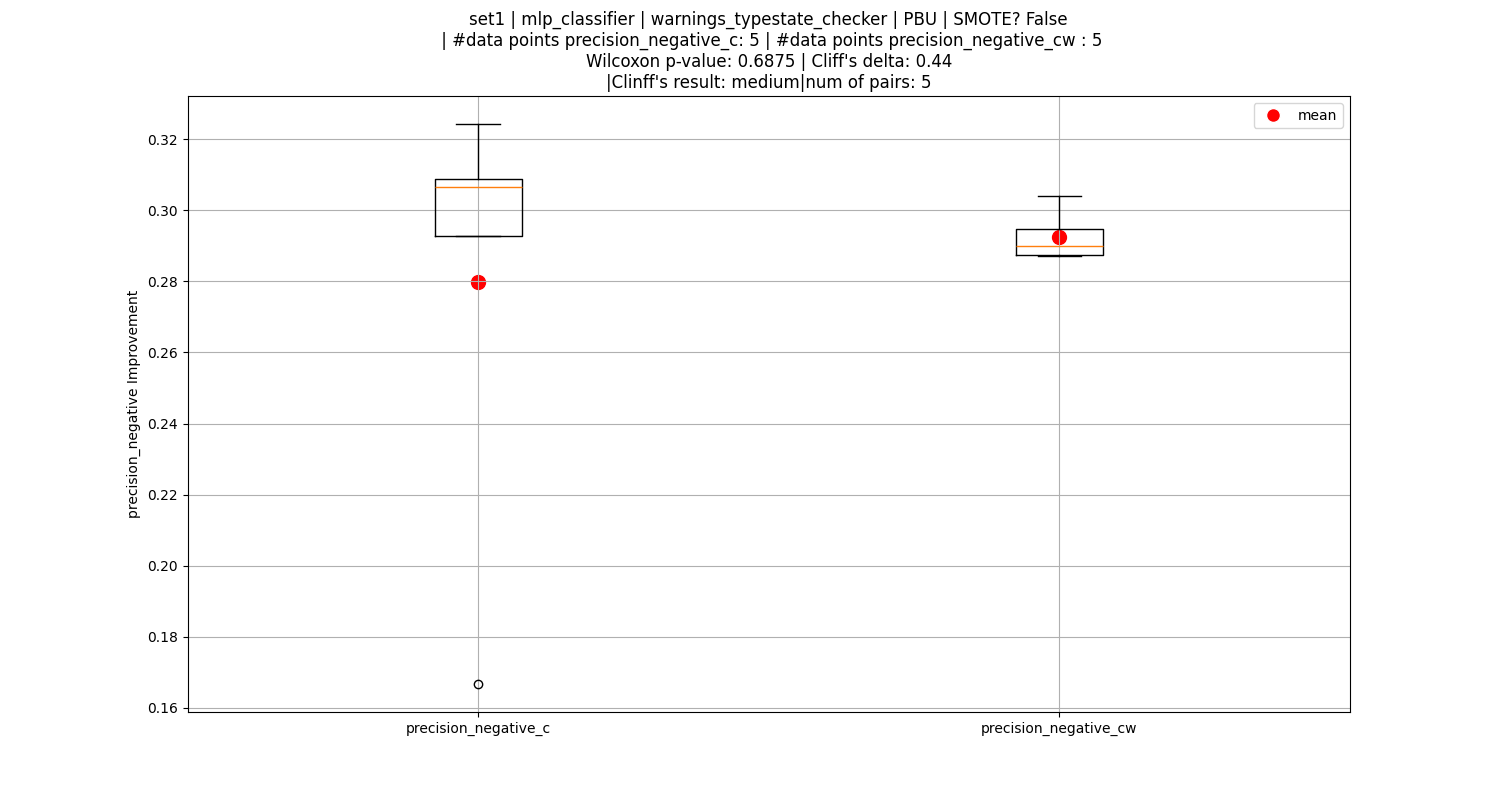 set1 | mlp_classifier | warnings_typestate_checker | PBU | SMOTE? False
| #data points precision_negative_c: 5 | #data points precision_negative_cw : 5
Wilcoxon p-value: 0.6875 | Cliff's delta: 0.44
|Clinff's result: medium|num of pairs: 5
mean
precision_negative Improvement
0.32
0.30
0.28
0.26
0.24
0.22
0.20
0.18
0.16
precision_negative_c
precision_negative_cw